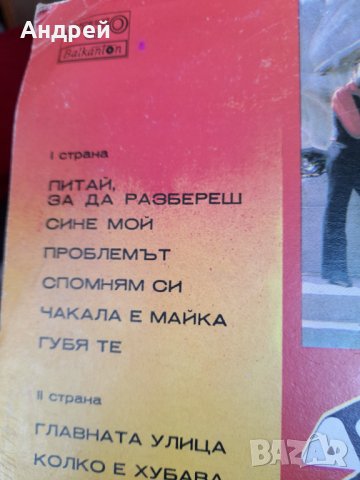 Андрей
Balkanton
I страна
ПИТАЙ,
ЗА ДА РАЗБЕРЕШ
СИНЕ МОЙ
ПРОБЛЕМЪТ
СПОМНЯМ СИ
ЧАКАЛА Е МАЙКА
ГУБЯ ТЕ
II страна
ГЛАВНАТА УЛИЦА
КОЛКО Е ХУБАВА
bazar